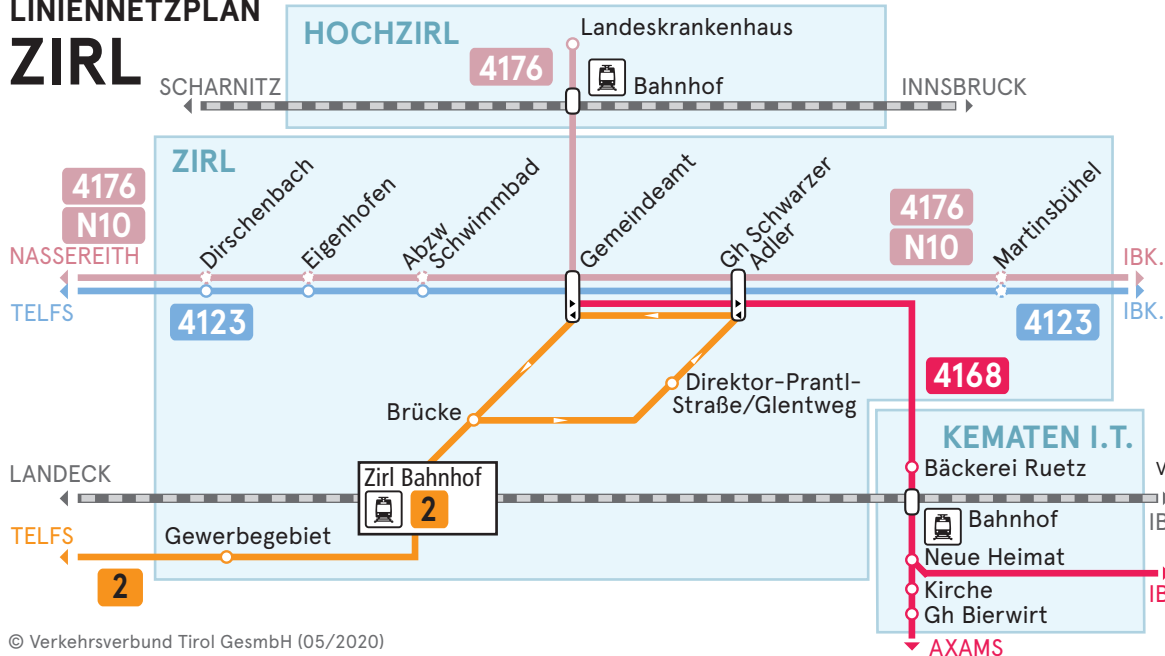 LINIENNETZPLAN
ZIRL
HOCHZIRL
Landeskrankenhaus
4176
Bahnhof
SCHARNITZ
INNSBRUCK
ZIRL
4176
N10
Dirschenbach
Eigenhofen
Abzw
Schwimmbad
Gemeindeamt
Gh Schwarzer
Adler
4176
N10
Martinsbühel
NASSEREITH
IBK.
TELFS
IBK.
4123
4123
4168
Direktor-Prantl-
Straße/Glentweg
Brücke
KEMATEN I.T.
Bäckerei Ruetz
LANDECK
Zirl Bahnhof
2
V
IB
Bahnhof
TELFS
Gewerbegebiet
2
Neue Heimat
IB
Kirche
Gh Bierwirt
AXAMS
© Verkehrsverbund Tirol GesmbH (05/2020)